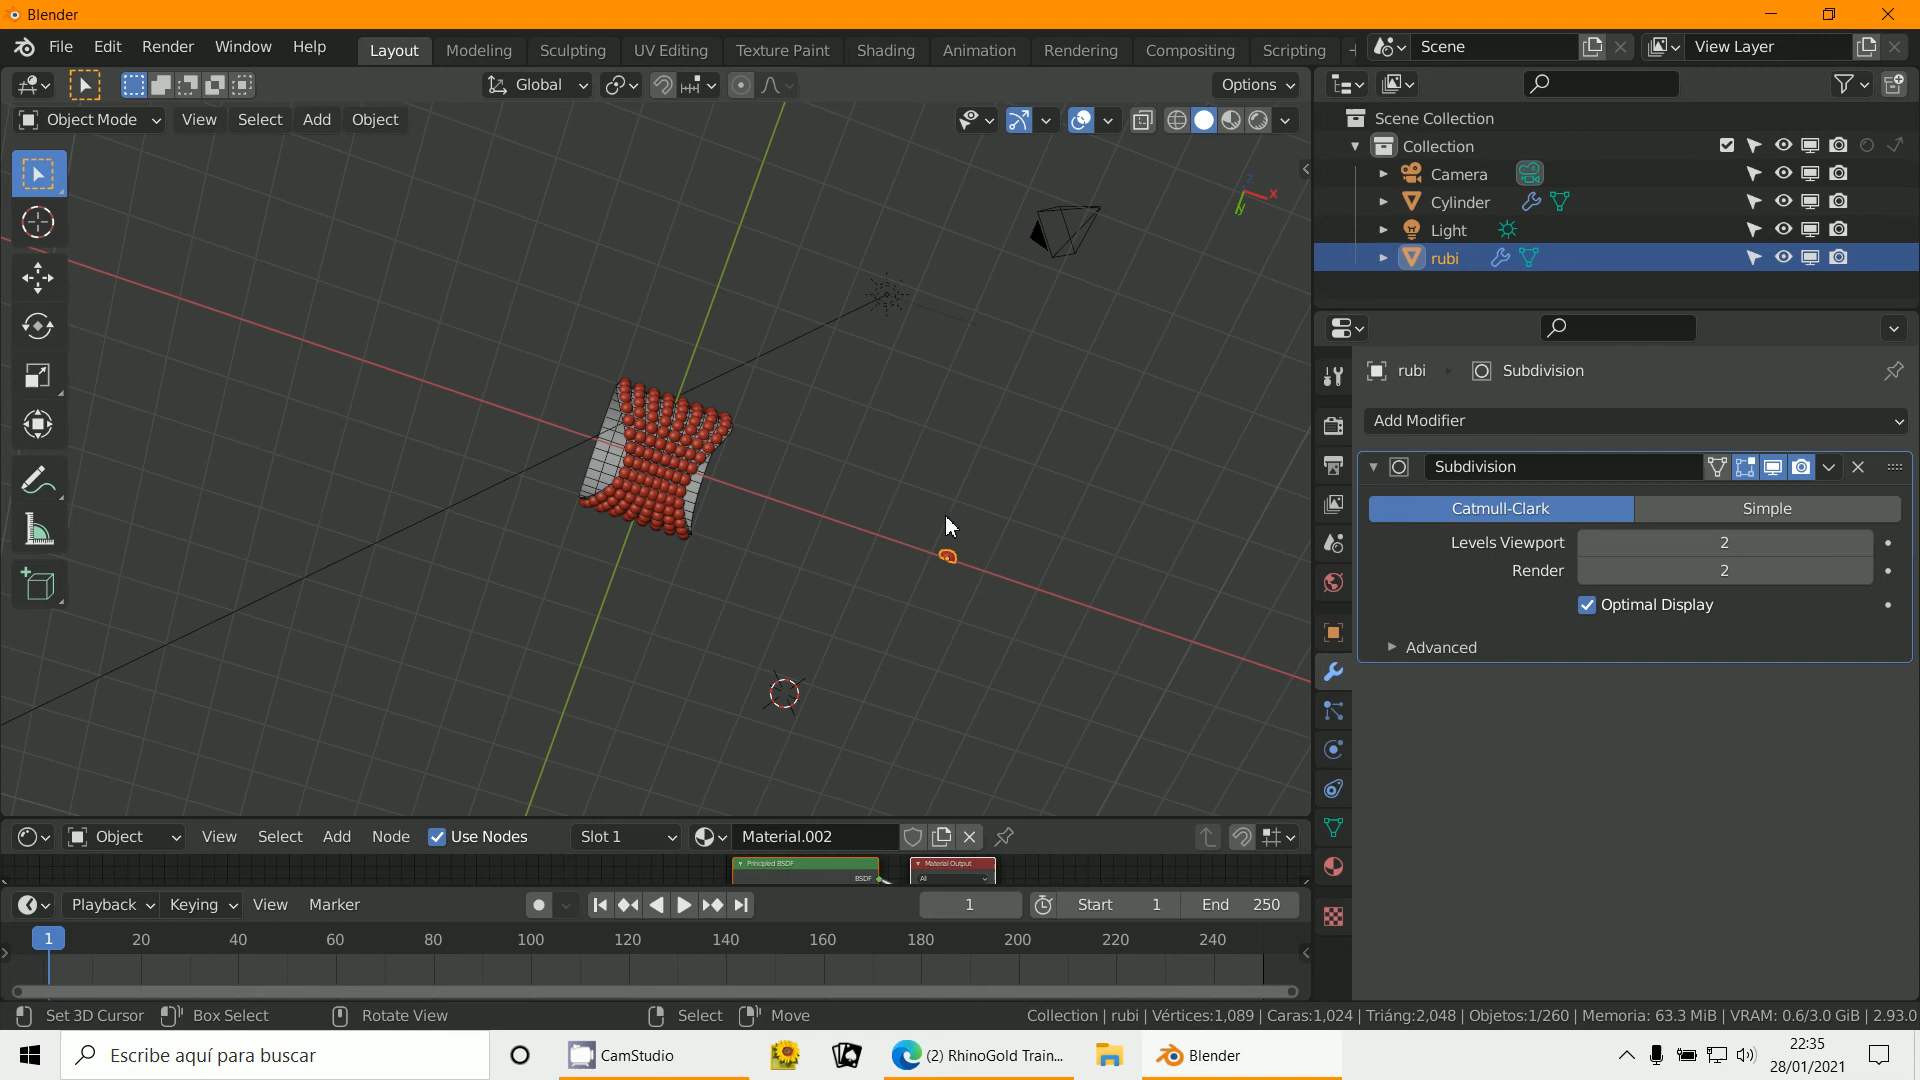 Blender
File Edit Render Window Help Layout Modeling Sculpting UV Editing Texture Paint Shading Animation Rendering Compositing Scripting Scene View Layer
Global Options
Object Mode View Select Add Object
Scene Collection
Collection
Camera
Cylinder
Light
rubi
Z
X
y
rubi Subdivision
Add Modifier
Subdivision
Catmull-Clark Simple
Levels Viewport 2
Render 2
Optimal Display
Advanced
Object View Select Add Node Use Nodes Slot 1 Material.002
Principled BSDF Material Output
BSDF All
Playback Keying View Marker 1 Start 1 End 250
1 20 40 60 80 100 120 140 160 180 200 220 240
Set 3D Cursor Box Select Rotate View Select Move Collection | rubi | Vértices:1,089 | Caras:1,024 | Triáng:2,048 | Objetos:1/260 | Memoria: 63.3 MiB | VRAM: 0.6/3.0 GiB | 2.93.0
Escribe aquí para buscar CamStudio (2) RhinoGold Train... Blender 22:35
28/01/2021